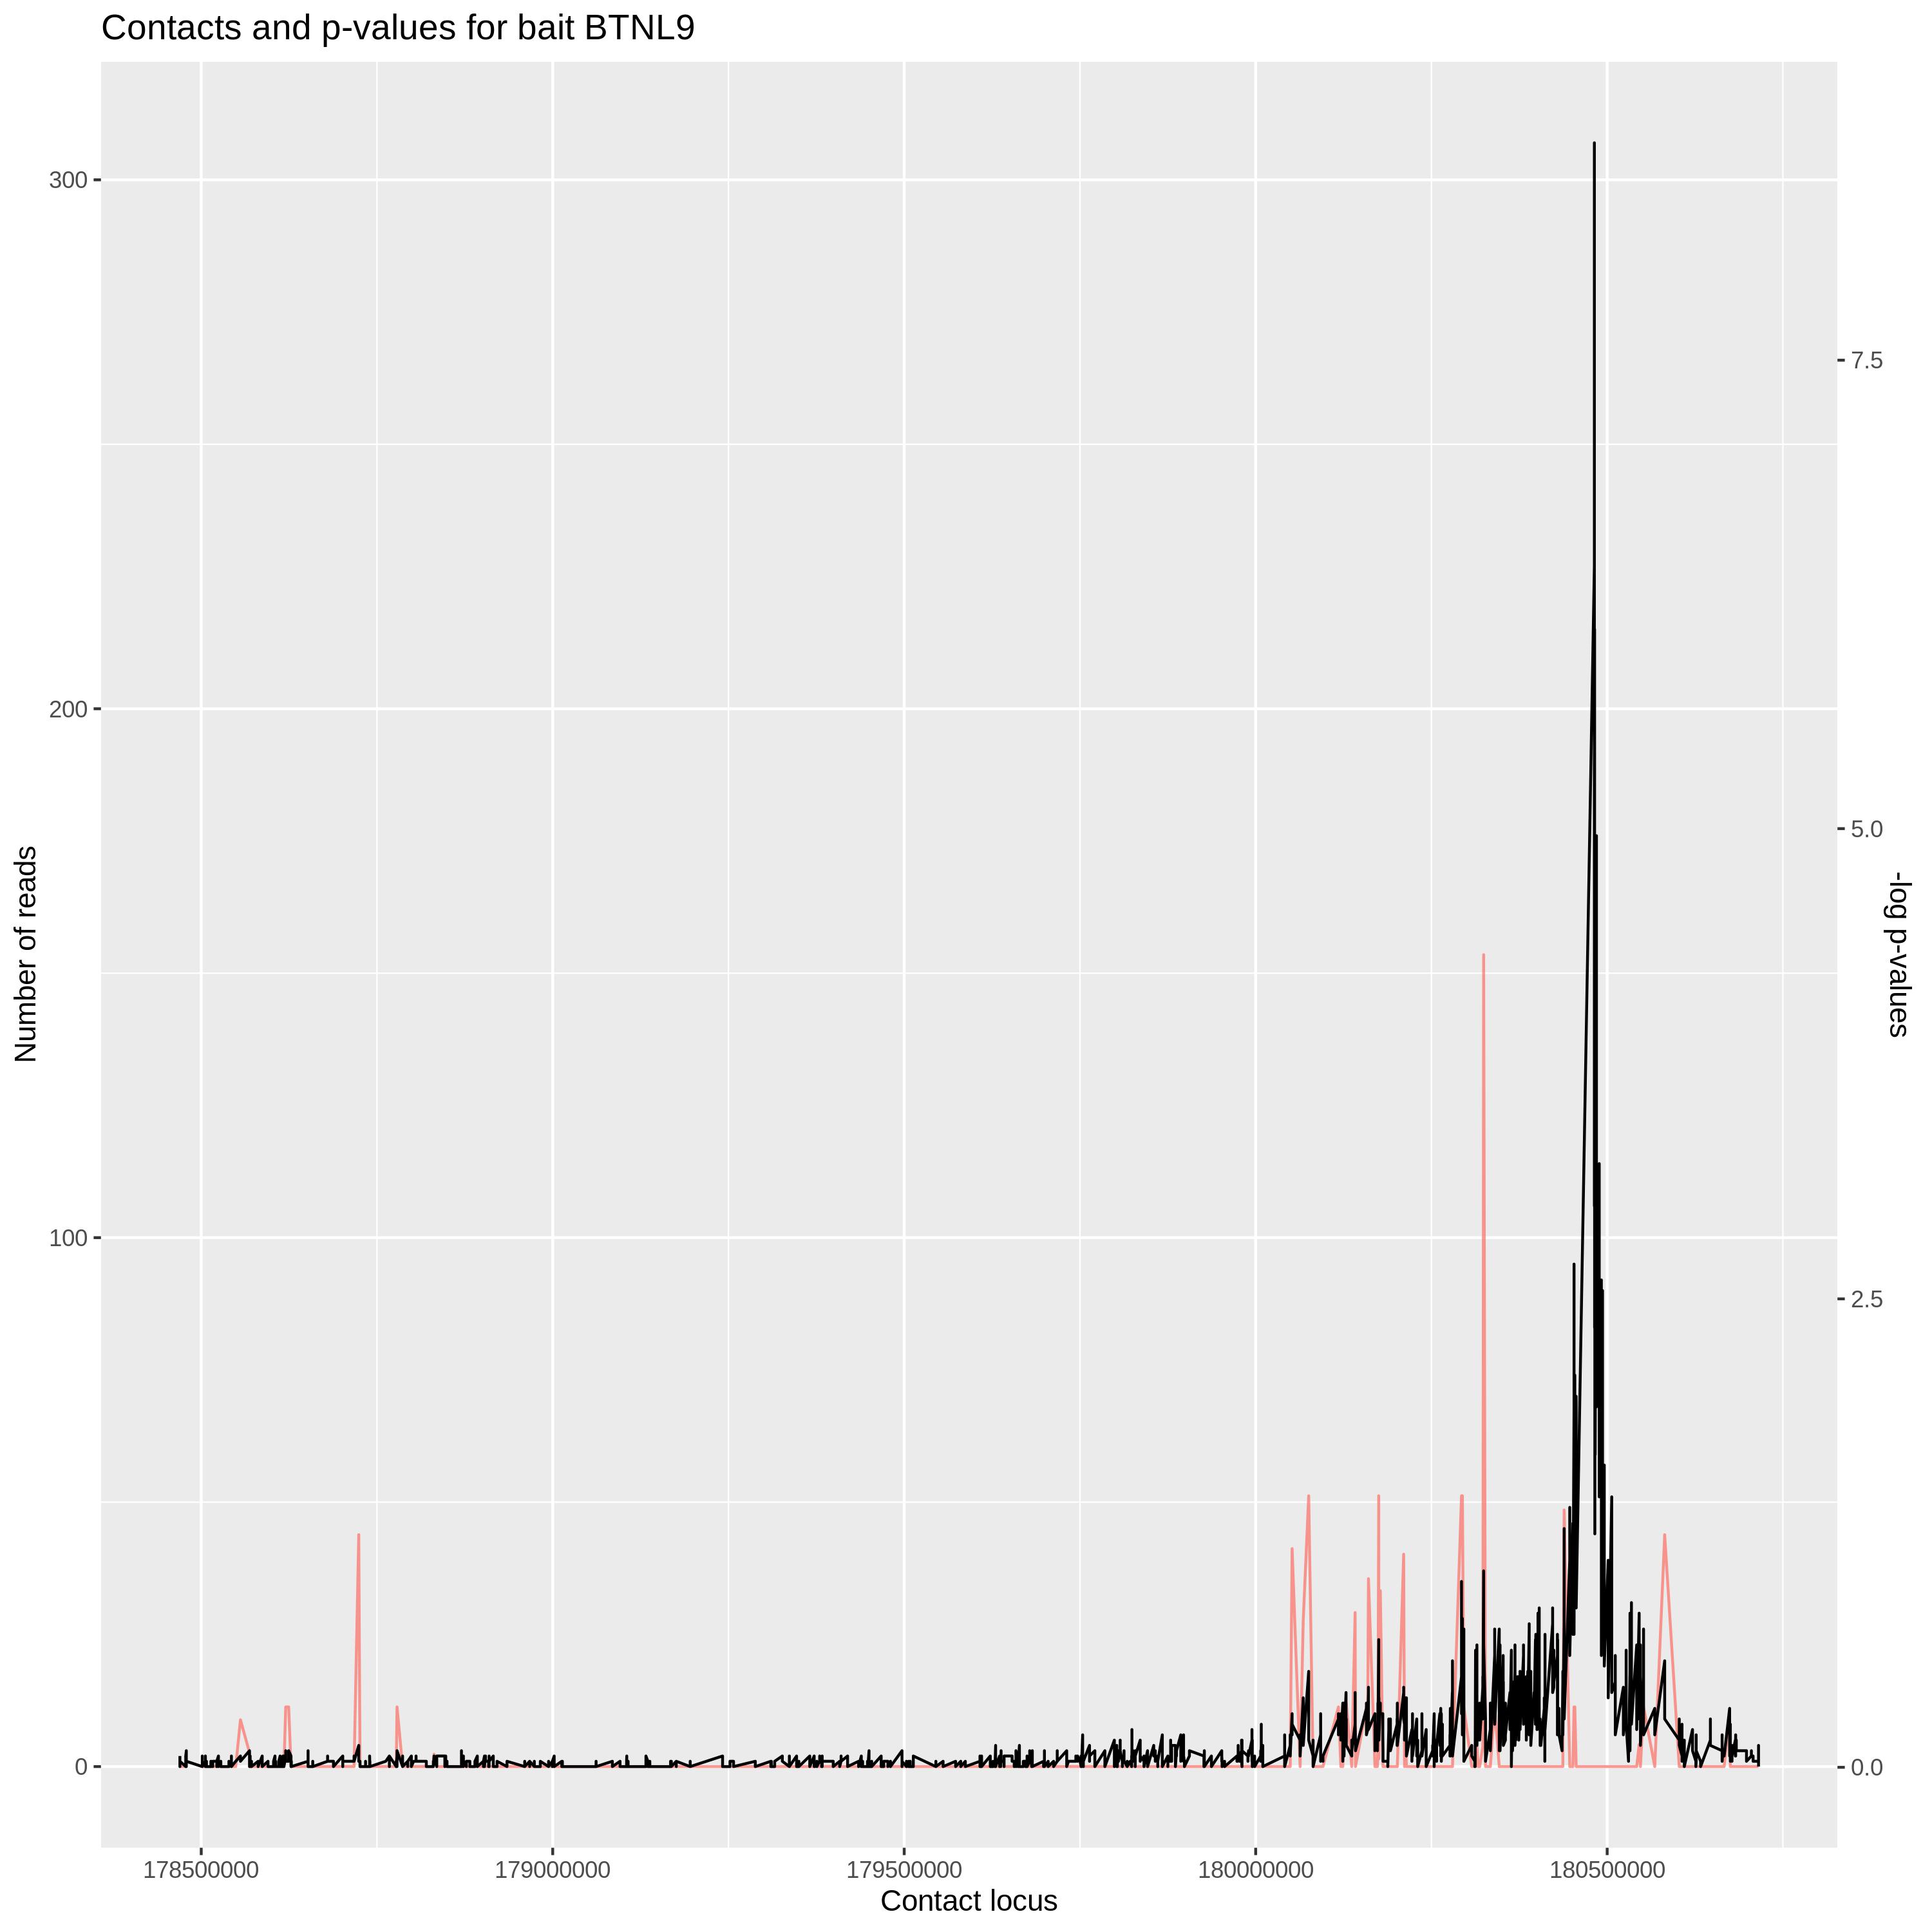 Contacts and p-values for bait BTNL9
300
200
100
0
Number of reads
7.5
5.0
2.5
0.0
-log p-values
178500000 179000000 179500000 180000000 180500000
Contact locus